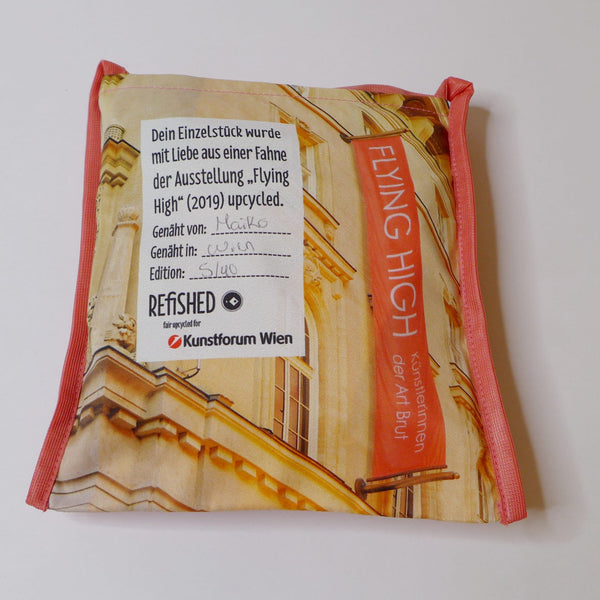 Dein Einzelstück wurde
mit Liebe aus einer Fahne
der Ausstellung „Flying
High“ (2019) upcycled.
Genäht von: Maiko
Genäht in: Wien
Edition: 5/40
REFISHED
fair upcycled for
Kunstforum Wien
FLYING HIGH
Künstlerinnen
der Art Brut